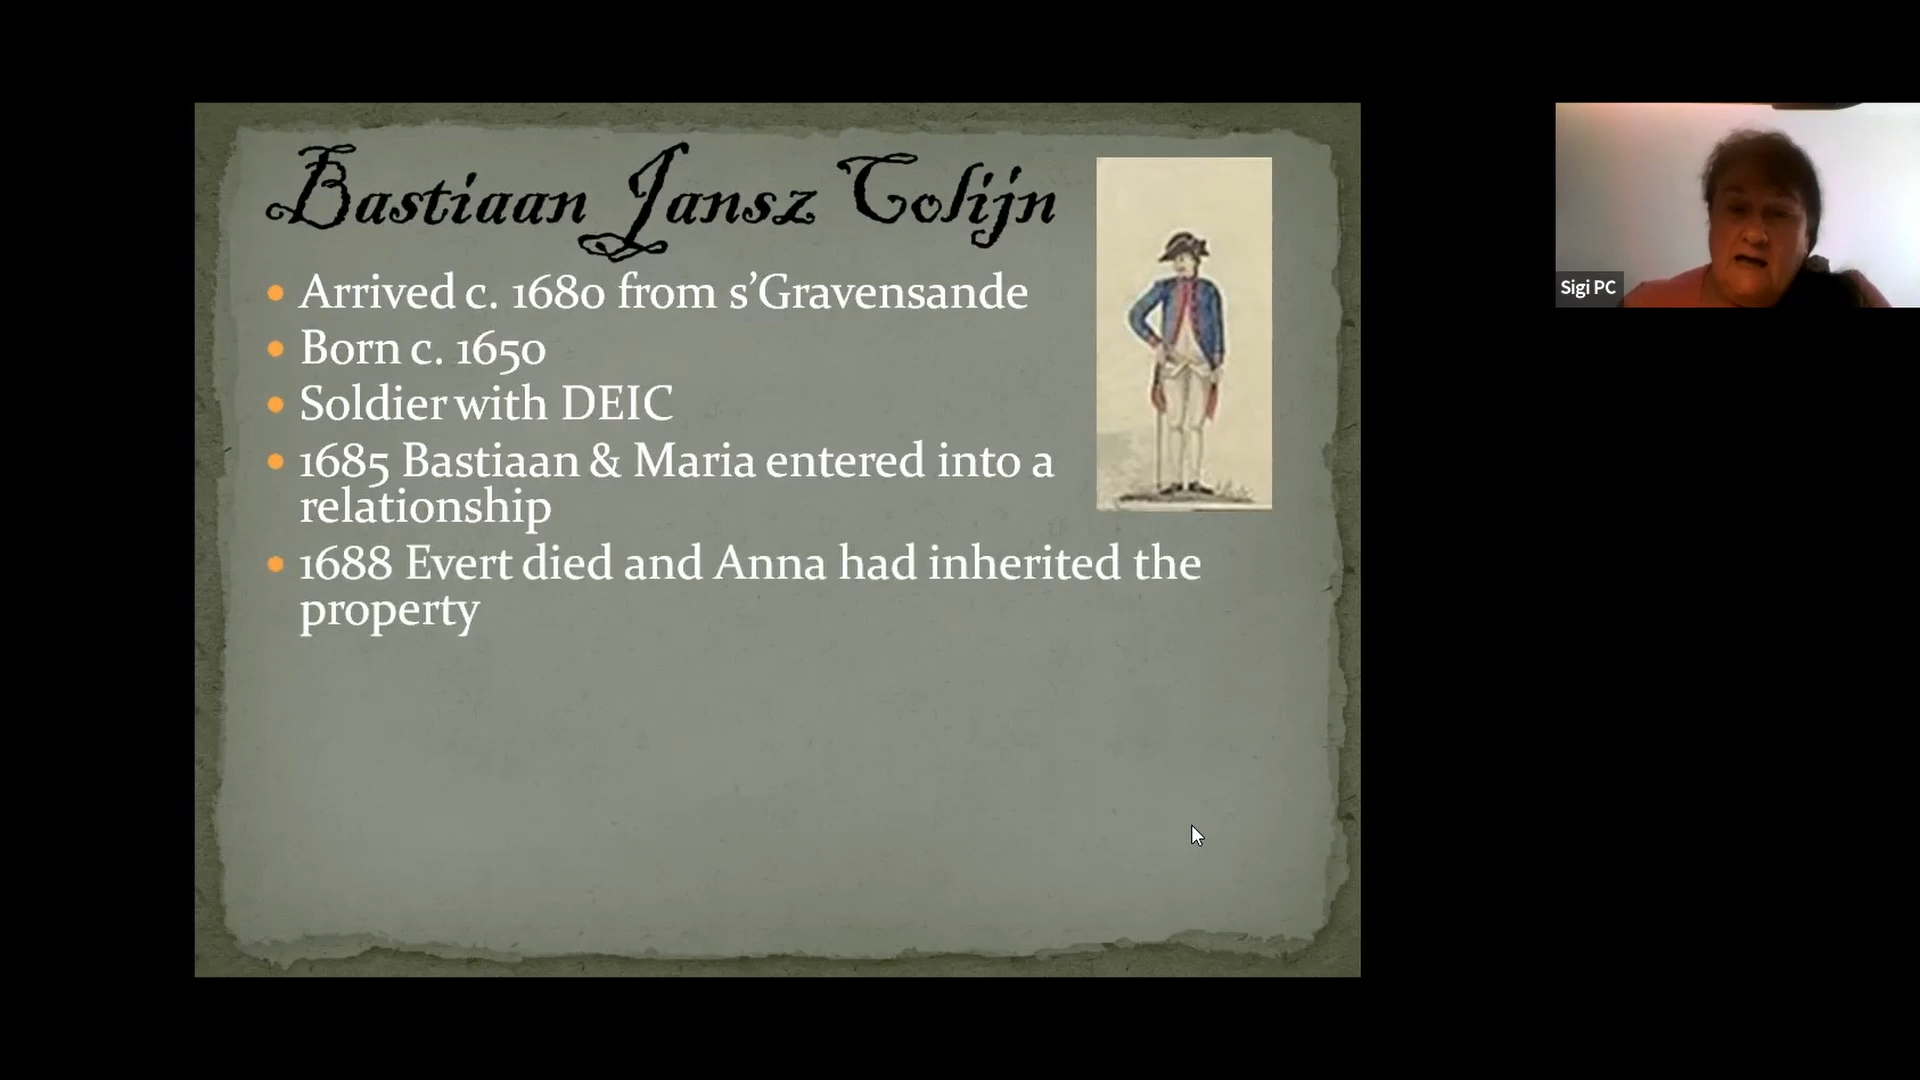 Bastiaan Jansz Colijn
• Arrived c. 1680 from s’Gravensande
• Born c. 1650
• Soldier with DEIC
• 1685 Bastiaan & Maria entered into a
relationship
• 1688 Evert died and Anna had inherited the
property
Sigi PC